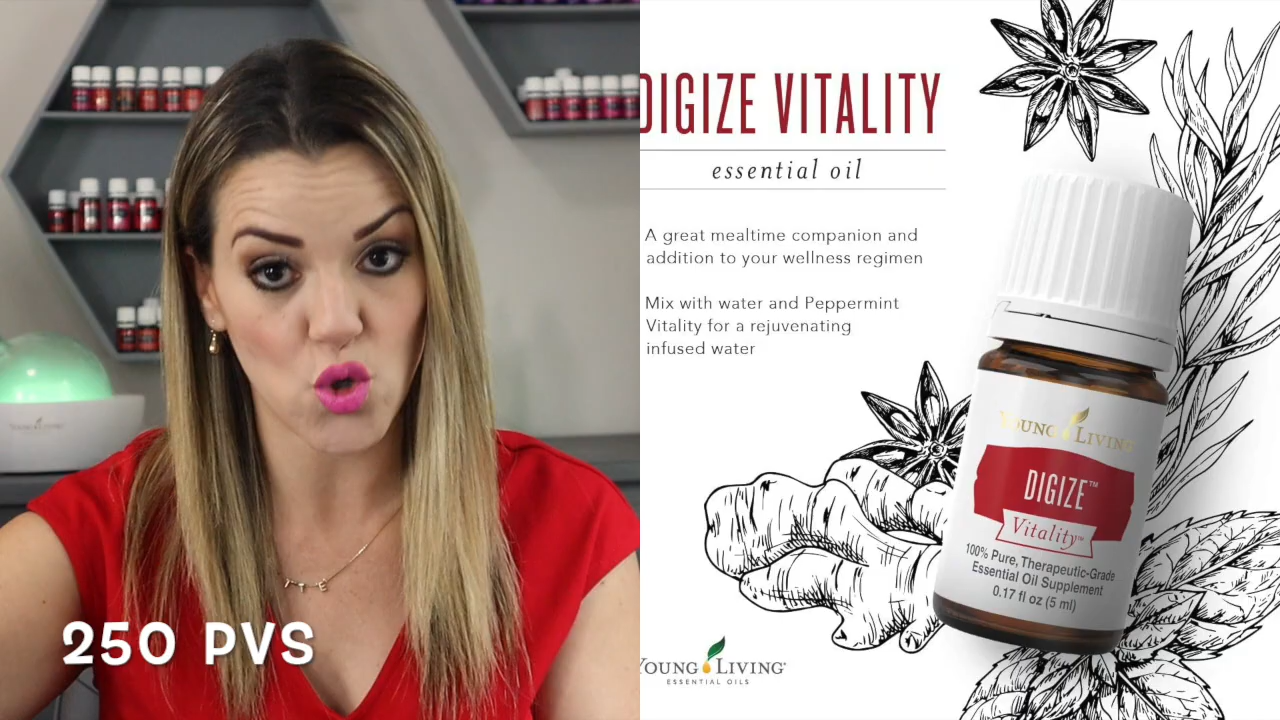 250 PVS
DIGIZE VITALITY
essential oil
A great mealtime companion and
addition to your wellness regimen
Mix with water and Peppermint
Vitality for a rejuvenating
infused water
YOUNG LIVING
DIGIZE™
Vitality™
100% Pure, Therapeutic-Grade
Essential Oil Supplement
0.17 fl oz (5 ml)
YOUNG LIVING®
ESSENTIAL OILS
YOUNG LIVING